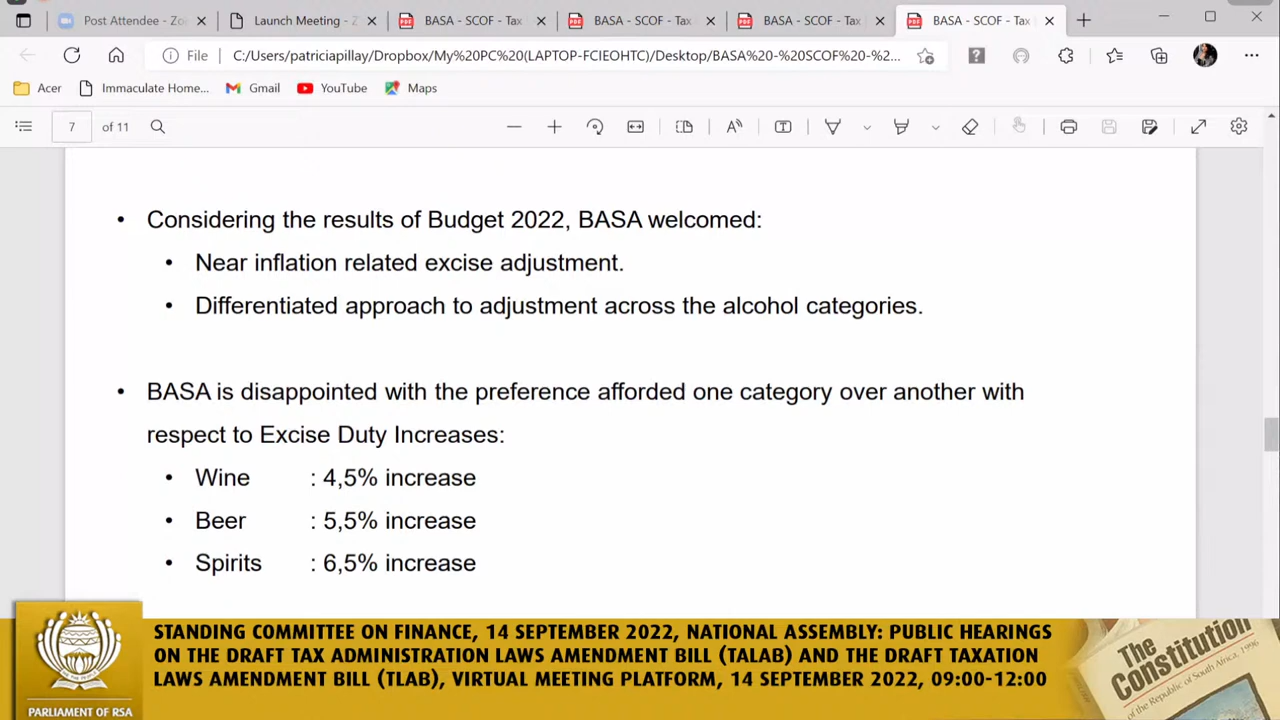 Post Attendee - Zo
Launch Meeting - Z
BASA - SCOF - Tax
BASA - SCOF - Tax
BASA - SCOF - Tax
BASA - SCOF - Tax
File
C:/Users/patriciapillay/Dropbox/My%20PC%20(LAPTOP-FCIEOHTC)/Desktop/BASA%20-%20SCOF%20-%2...
Acer
Immaculate Home...
Gmail
YouTube
Maps
7 of 11
• Considering the results of Budget 2022, BASA welcomed:
• Near inflation related excise adjustment.
• Differentiated approach to adjustment across the alcohol categories.
• BASA is disappointed with the preference afforded one category over another with
respect to Excise Duty Increases:
• Wine : 4,5% increase
• Beer : 5,5% increase
• Spirits : 6,5% increase
STANDING COMMITTEE ON FINANCE, 14 SEPTEMBER 2022, NATIONAL ASSEMBLY: PUBLIC HEARINGS
ON THE DRAFT TAX ADMINISTRATION LAWS AMENDMENT BILL (TALAB) AND THE DRAFT TAXATION
LAWS AMENDMENT BILL (TLAB), VIRTUAL MEETING PLATFORM, 14 SEPTEMBER 2022, 09:00-12:00
PARLIAMENT OF RSA
The
Constitution
of the Republic of South Africa, 1996